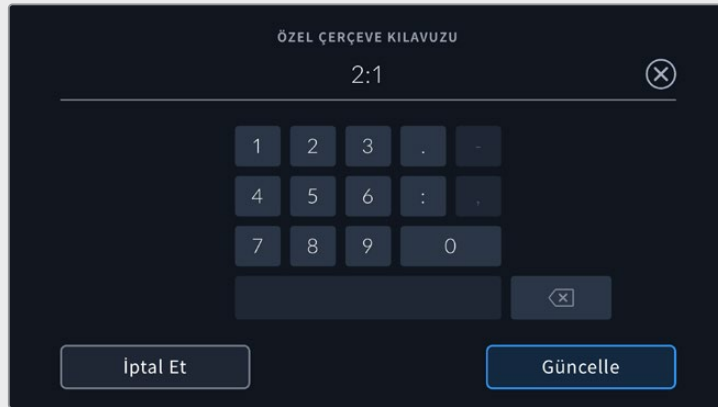 ÖZEL ÇERÇEVE KILAVUZU
2:1
1 2 3 . -
4 5 6 : ,
7 8 9 0
İptal Et
Güncelle